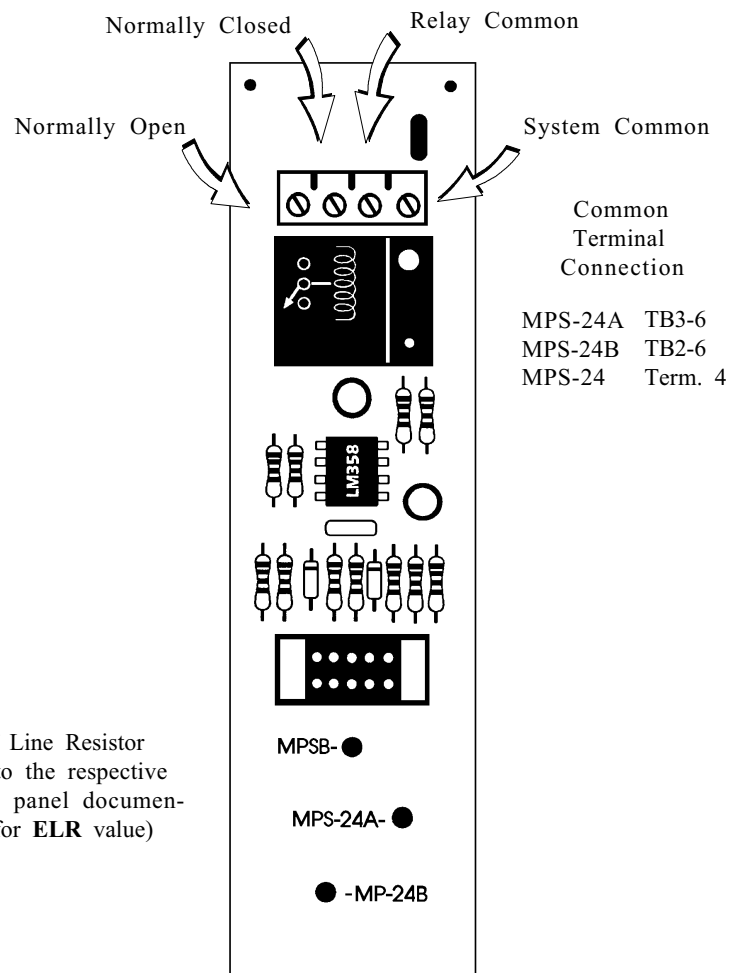 Normally Closed
Relay Common
Normally Open
System Common
Common
Terminal
Connection
MPS-24A TB3-6
MPS-24B TB2-6
MPS-24 Term. 4
LM358
Line Resistor
to the respective
panel documen-
for ELR value)
MPSB-
MPS-24A-
-MP-24B